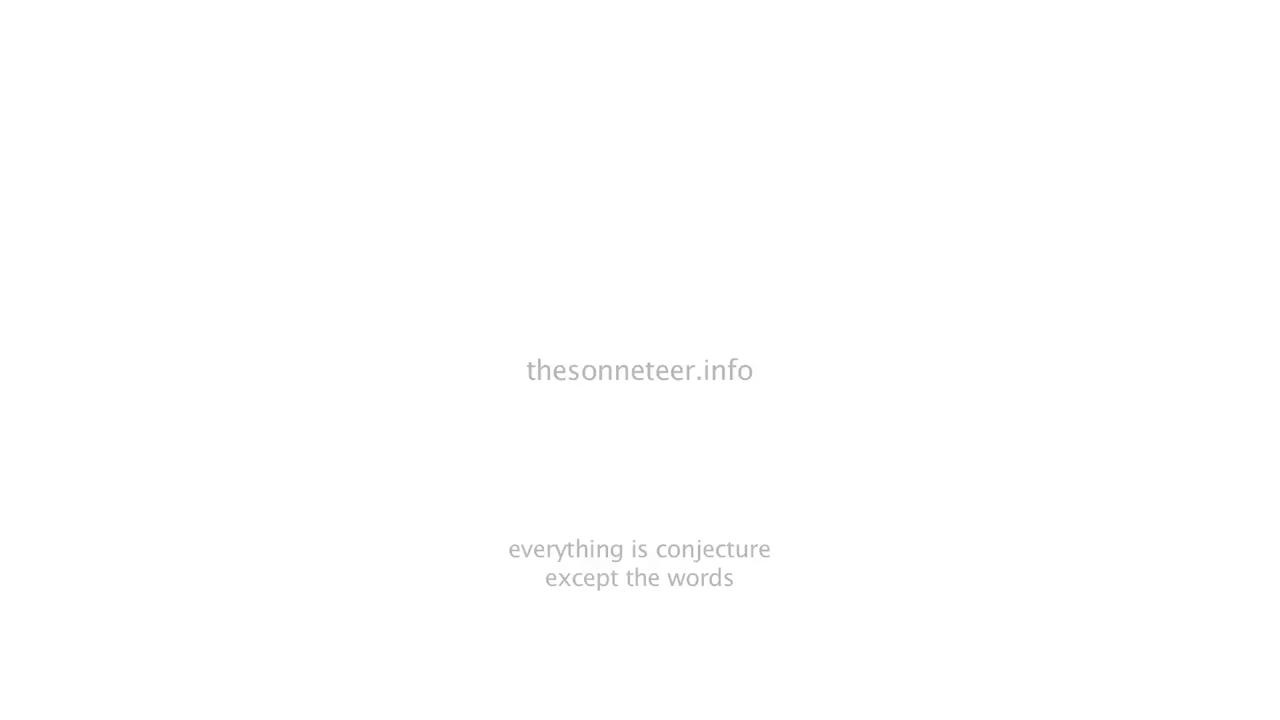 thesonneteer.info
everything is conjecture
except the words